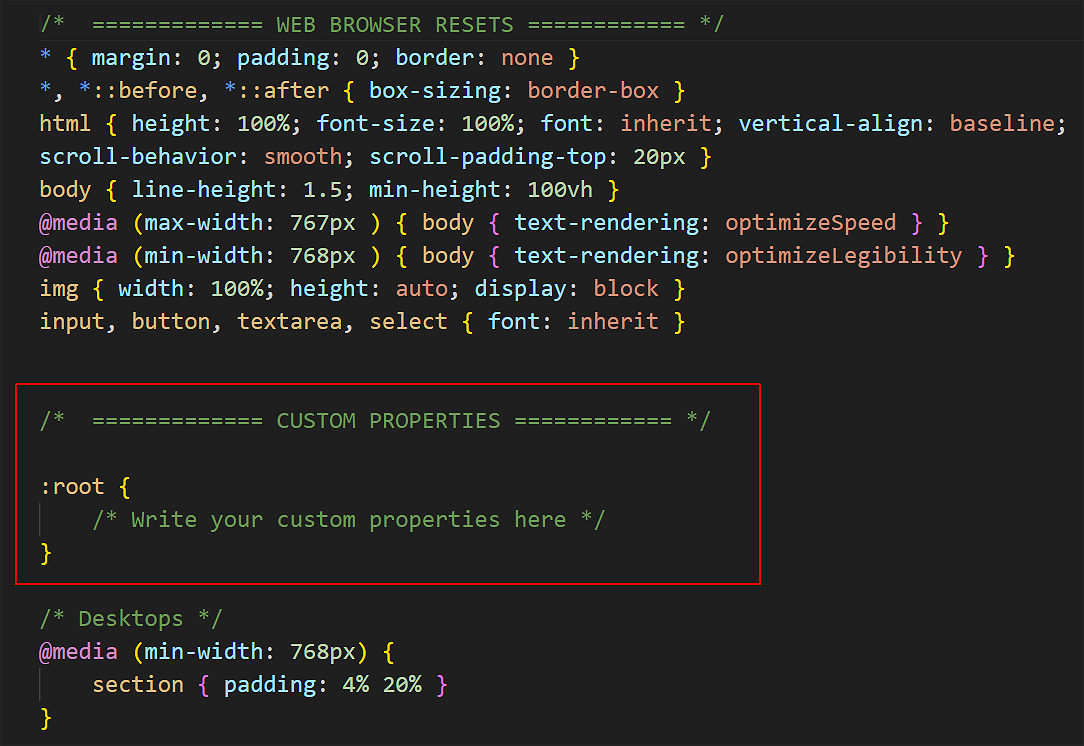 /*  ============= WEB BROWSER RESETS ============ */
* { margin: 0; padding: 0; border: none }
*, *::before, *::after { box-sizing: border-box }
html { height: 100%; font-size: 100%; font: inherit; vertical-align: baseline;
scroll-behavior: smooth; scroll-padding-top: 20px }
body { line-height: 1.5; min-height: 100vh }
@media (max-width: 767px ) { body { text-rendering: optimizeSpeed } }
@media (min-width: 768px ) { body { text-rendering: optimizeLegibility } }
img { width: 100%; height: auto; display: block }
input, button, textarea, select { font: inherit }
/*  ============= CUSTOM PROPERTIES ============ */
:root {
    /* Write your custom properties here */
}
/* Desktops */
@media (min-width: 768px) {
    section { padding: 4% 20% }
}